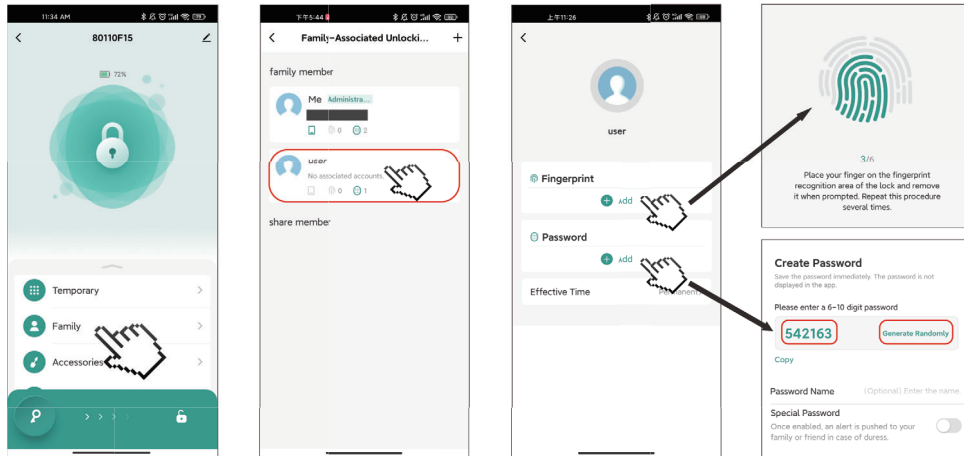 11:34 AM
80110F15
72%
Temporary
Family
Accessories
下午5:44
Family-Associated Unlocki...
family member
Me Administra...
0 2
user
No associated accounts.
0 1
share member
上午11:26
user
Fingerprint
Add
Password
Add
Effective Time Permanent
3/6
Place your finger on the fingerprint
recognition area of the lock and remove
it when prompted. Repeat this procedure
several times.
Create Password
Save the password immediately. The password is not
displayed in the app.
Please enter a 6-10 digit password
542163 Generate Randomly
Copy
Password Name (Optional) Enter the name.
Special Password
Once enabled, an alert is pushed to your
family or friend in case of duress.